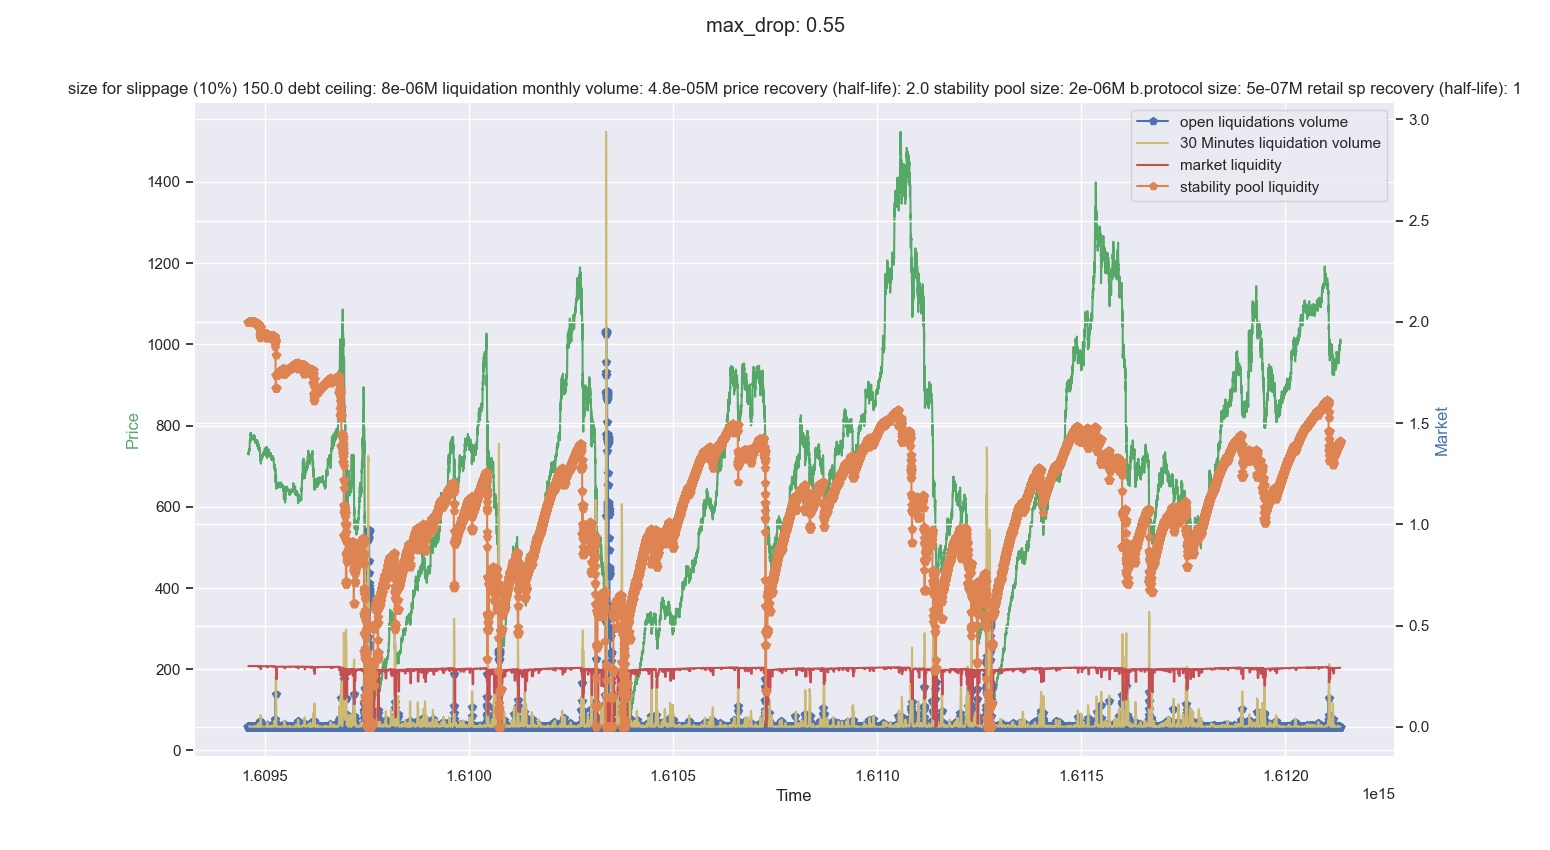 max_drop: 0.55
size for slippage (10%) 150.0 debt ceiling: 8e-06M liquidation monthly volume: 4.8e-05M price recovery (half-life): 2.0 stability pool size: 2e-06M b.protocol size: 5e-07M retail sp recovery (half-life): 1
open liquidations volume
30 Minutes liquidation volume
market liquidity
stability pool liquidity
Price
1400
1200
1000
800
600
400
200
0
3.0
2.5
2.0
1.5
1.0
0.5
0.0
Market
1.6095
1.6100
1.6105
1.6110
1.6115
1.6120
Time
1e15